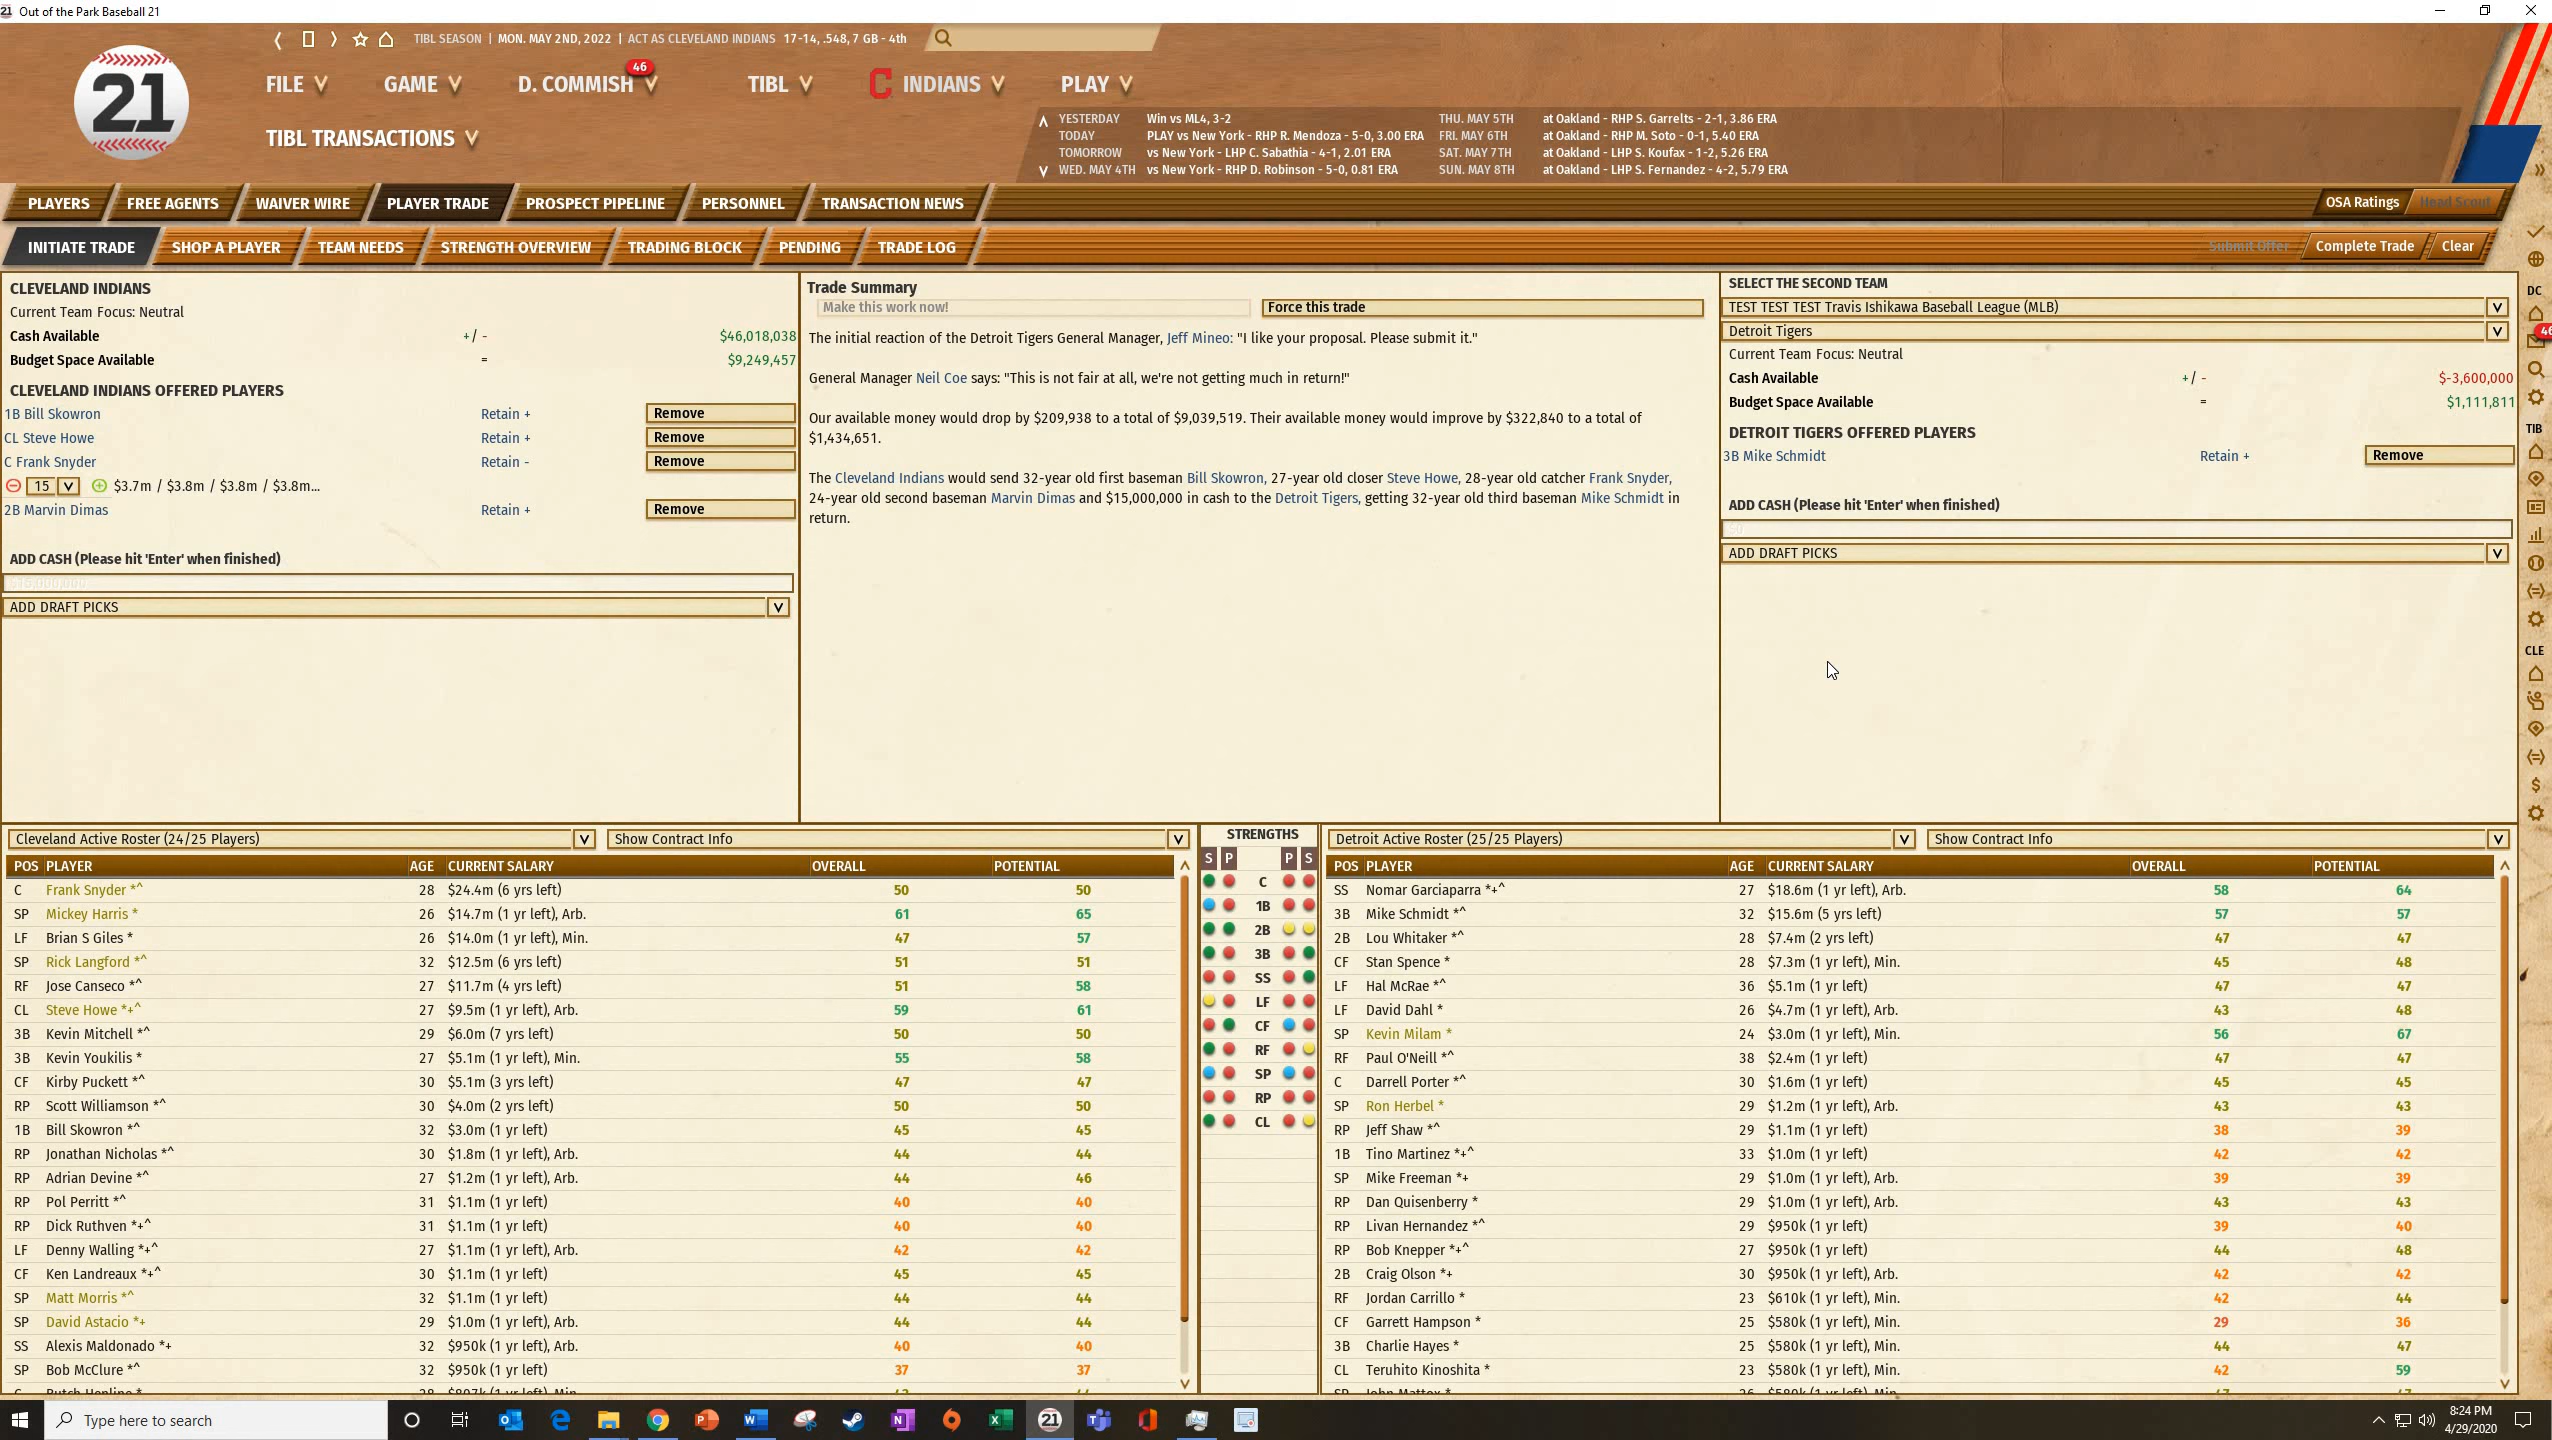 Out of the Park Baseball 21
TIBL SEASON | MON. MAY 2ND, 2022 | ACT AS CLEVELAND INDIANS 17-14, .548, 7 GB - 4th
21
FILE
GAME
D. COMMISH
46
TIBL
INDIANS
PLAY
TIBL TRANSACTIONS
YESTERDAY Win vs ML4, 3-2
TODAY PLAY vs New York - RHP R. Mendoza - 5-0, 3.00 ERA
TOMORROW vs New York - LHP C. Sabathia - 4-1, 2.01 ERA
WED. MAY 4TH vs New York - RHP D. Robinson - 5-0, 0.81 ERA
THU. MAY 5TH at Oakland - RHP S. Garrelts - 2-1, 3.86 ERA
FRI. MAY 6TH at Oakland - RHP M. Soto - 0-1, 5.40 ERA
SAT. MAY 7TH at Oakland - LHP S. Koufax - 1-2, 5.26 ERA
SUN. MAY 8TH at Oakland - LHP S. Fernandez - 4-2, 5.79 ERA
PLAYERS FREE AGENTS WAIVER WIRE PLAYER TRADE PROSPECT PIPELINE PERSONNEL TRANSACTION NEWS OSA Ratings Head Scout
INITIATE TRADE SHOP A PLAYER TEAM NEEDS STRENGTH OVERVIEW TRADING BLOCK PENDING TRADE LOG Submit Offer Complete Trade Clear
CLEVELAND INDIANS
Current Team Focus: Neutral
Cash Available +/ - $46,018,038
Budget Space Available = $9,249,457
CLEVELAND INDIANS OFFERED PLAYERS
1B Bill Skowron Retain + Remove
CL Steve Howe Retain + Remove
C Frank Snyder Retain - Remove
15 $3.7m / $3.8m / $3.8m / $3.8m...
2B Marvin Dimas Retain + Remove
ADD CASH (Please hit 'Enter' when finished)
ADD DRAFT PICKS
Trade Summary
Make this work now! Force this trade
The initial reaction of the Detroit Tigers General Manager, Jeff Mineo: "I like your proposal. Please submit it."
General Manager Neil Coe says: "This is not fair at all, we're not getting much in return!"
Our available money would drop by $209,938 to a total of $9,039,519. Their available money would improve by $322,840 to a total of
$1,434,651.
The Cleveland Indians would send 32-year old first baseman Bill Skowron, 27-year old closer Steve Howe, 28-year old catcher Frank Snyder,
24-year old second baseman Marvin Dimas and $15,000,000 in cash to the Detroit Tigers, getting 32-year old third baseman Mike Schmidt in
return.
SELECT THE SECOND TEAM
TEST TEST TEST Travis Ishikawa Baseball League (MLB)
Detroit Tigers
Current Team Focus: Neutral
Cash Available +/ - $-3,600,000
Budget Space Available = $1,111,811
DETROIT TIGERS OFFERED PLAYERS
3B Mike Schmidt Retain + Remove
ADD CASH (Please hit 'Enter' when finished)
ADD DRAFT PICKS
DC
46
TIB
CLE
Cleveland Active Roster (24/25 Players) Show Contract Info
POS PLAYER AGE CURRENT SALARY OVERALL POTENTIAL
C Frank Snyder *^ 28 $24.4m (6 yrs left) 50 50
SP Mickey Harris * 26 $14.7m (1 yr left), Arb. 61 65
LF Brian S Giles * 26 $14.0m (1 yr left), Min. 47 57
SP Rick Langford *^ 32 $12.5m (6 yrs left) 51 51
RF Jose Canseco *^ 27 $11.7m (4 yrs left) 51 58
CL Steve Howe *+^ 27 $9.5m (1 yr left), Arb. 59 61
3B Kevin Mitchell *^ 29 $6.0m (7 yrs left) 50 50
3B Kevin Youkilis * 27 $5.1m (1 yr left), Min. 55 58
CF Kirby Puckett *^ 30 $5.1m (3 yrs left) 47 47
RP Scott Williamson *^ 30 $4.0m (2 yrs left) 50 50
1B Bill Skowron *^ 32 $3.0m (1 yr left) 45 45
RP Jonathan Nicholas *^ 30 $1.8m (1 yr left), Arb. 44 44
RP Adrian Devine *^ 27 $1.2m (1 yr left), Arb. 44 46
RP Pol Perritt *^ 31 $1.1m (1 yr left) 40 40
RP Dick Ruthven *+^ 31 $1.1m (1 yr left) 40 40
LF Denny Walling *+^ 27 $1.1m (1 yr left), Arb. 42 42
CF Ken Landreaux *+^ 30 $1.1m (1 yr left) 45 45
SP Matt Morris *^ 32 $1.1m (1 yr left) 44 44
SP David Astacio *+ 29 $1.0m (1 yr left), Arb. 44 44
SS Alexis Maldonado *+ 32 $950k (1 yr left), Arb. 40 40
SP Bob McClure *^ 32 $950k (1 yr left) 37 37
STRENGTHS
S P P S
C
1B
2B
3B
SS
LF
CF
RF
SP
RP
CL
Detroit Active Roster (25/25 Players) Show Contract Info
POS PLAYER AGE CURRENT SALARY OVERALL POTENTIAL
SS Nomar Garciaparra *+^ 27 $18.6m (1 yr left), Arb. 58 64
3B Mike Schmidt *^ 32 $15.6m (5 yrs left) 57 57
2B Lou Whitaker *^ 28 $7.4m (2 yrs left) 47 47
CF Stan Spence * 28 $7.3m (1 yr left), Min. 45 48
LF Hal McRae *^ 36 $5.1m (1 yr left) 47 47
LF David Dahl * 26 $4.7m (1 yr left), Arb. 43 48
SP Kevin Milam * 24 $3.0m (1 yr left), Min. 56 67
RF Paul O'Neill *^ 38 $2.4m (1 yr left) 47 47
C Darrell Porter *^ 30 $1.6m (1 yr left) 45 45
SP Ron Herbel * 29 $1.2m (1 yr left), Arb. 43 43
RP Jeff Shaw *^ 29 $1.1m (1 yr left) 38 39
1B Tino Martinez *+^ 33 $1.0m (1 yr left) 42 42
SP Mike Freeman *+ 29 $1.0m (1 yr left), Arb. 39 39
RP Dan Quisenberry * 29 $1.0m (1 yr left), Arb. 43 43
RP Livan Hernandez *^ 29 $950k (1 yr left) 39 40
RP Bob Knepper *+^ 27 $950k (1 yr left) 44 48
2B Craig Olson *+ 30 $950k (1 yr left), Arb. 42 42
RF Jordan Carrillo * 23 $610k (1 yr left), Min. 42 44
CF Garrett Hampson * 25 $580k (1 yr left), Min. 29 36
3B Charlie Hayes * 25 $580k (1 yr left), Min. 44 47
CL Teruhito Kinoshita * 23 $580k (1 yr left), Min. 42 59
Type here to search
8:24 PM
4/29/2020